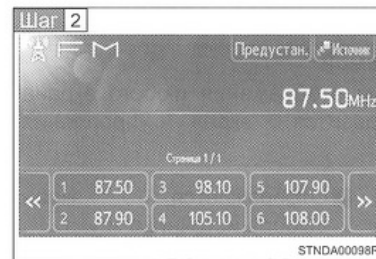 Шаг 2
FM Предустан. Источник
87.50MHz
Страница 1 / 1
« 1 87.50 3 98.10 5 107.90 »
2 87.90 4 105.10 6 108.00
STNDA00098R